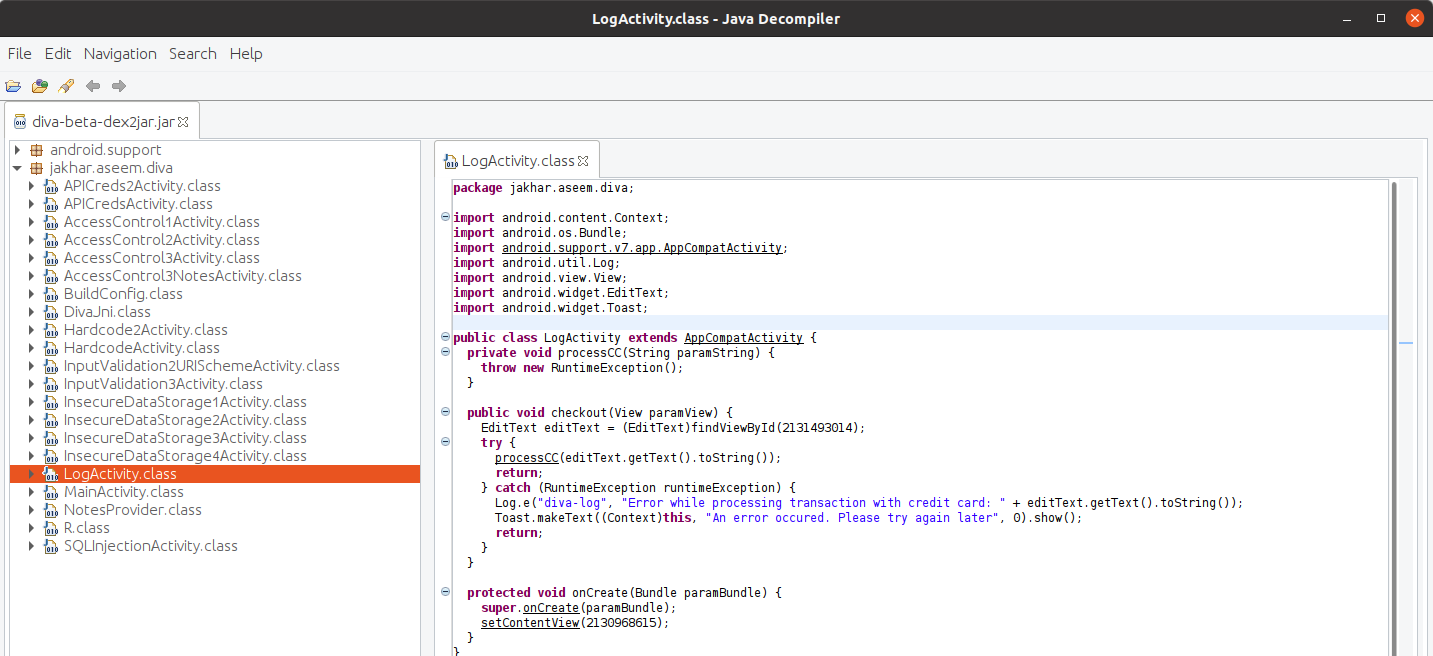 LogActivity.class - Java Decompiler
File Edit Navigation Search Help
diva-beta-dex2jar.jar
android.support
jakhar.aseem.diva
APICreds2Activity.class
APICredsActivity.class
AccessControl1Activity.class
AccessControl2Activity.class
AccessControl3Activity.class
AccessControl3NotesActivity.class
BuildConfig.class
DivaJni.class
Hardcode2Activity.class
HardcodeActivity.class
InputValidation2URISchemeActivity.class
InputValidation3Activity.class
InsecureDataStorage1Activity.class
InsecureDataStorage2Activity.class
InsecureDataStorage3Activity.class
InsecureDataStorage4Activity.class
LogActivity.class
MainActivity.class
NotesProvider.class
R.class
SQLInjectionActivity.class
LogActivity.class
package jakhar.aseem.diva;
import android.content.Context;
import android.os.Bundle;
import android.support.v7.app.AppCompatActivity;
import android.util.Log;
import android.view.View;
import android.widget.EditText;
import android.widget.Toast;
public class LogActivity extends AppCompatActivity {
private void processCC(String paramString) {
throw new RuntimeException();
}
public void checkout(View paramView) {
EditText editText = (EditText)findViewById(2131493014);
try {
processCC(editText.getText().toString());
return;
} catch (RuntimeException runtimeException) {
Log.e("diva-log", "Error while processing transaction with credit card: " + editText.getText().toString());
Toast.makeText((Context)this, "An error occured. Please try again later", 0).show();
return;
}
}
protected void onCreate(Bundle paramBundle) {
super.onCreate(paramBundle);
setContentView(2130968615);
}
}